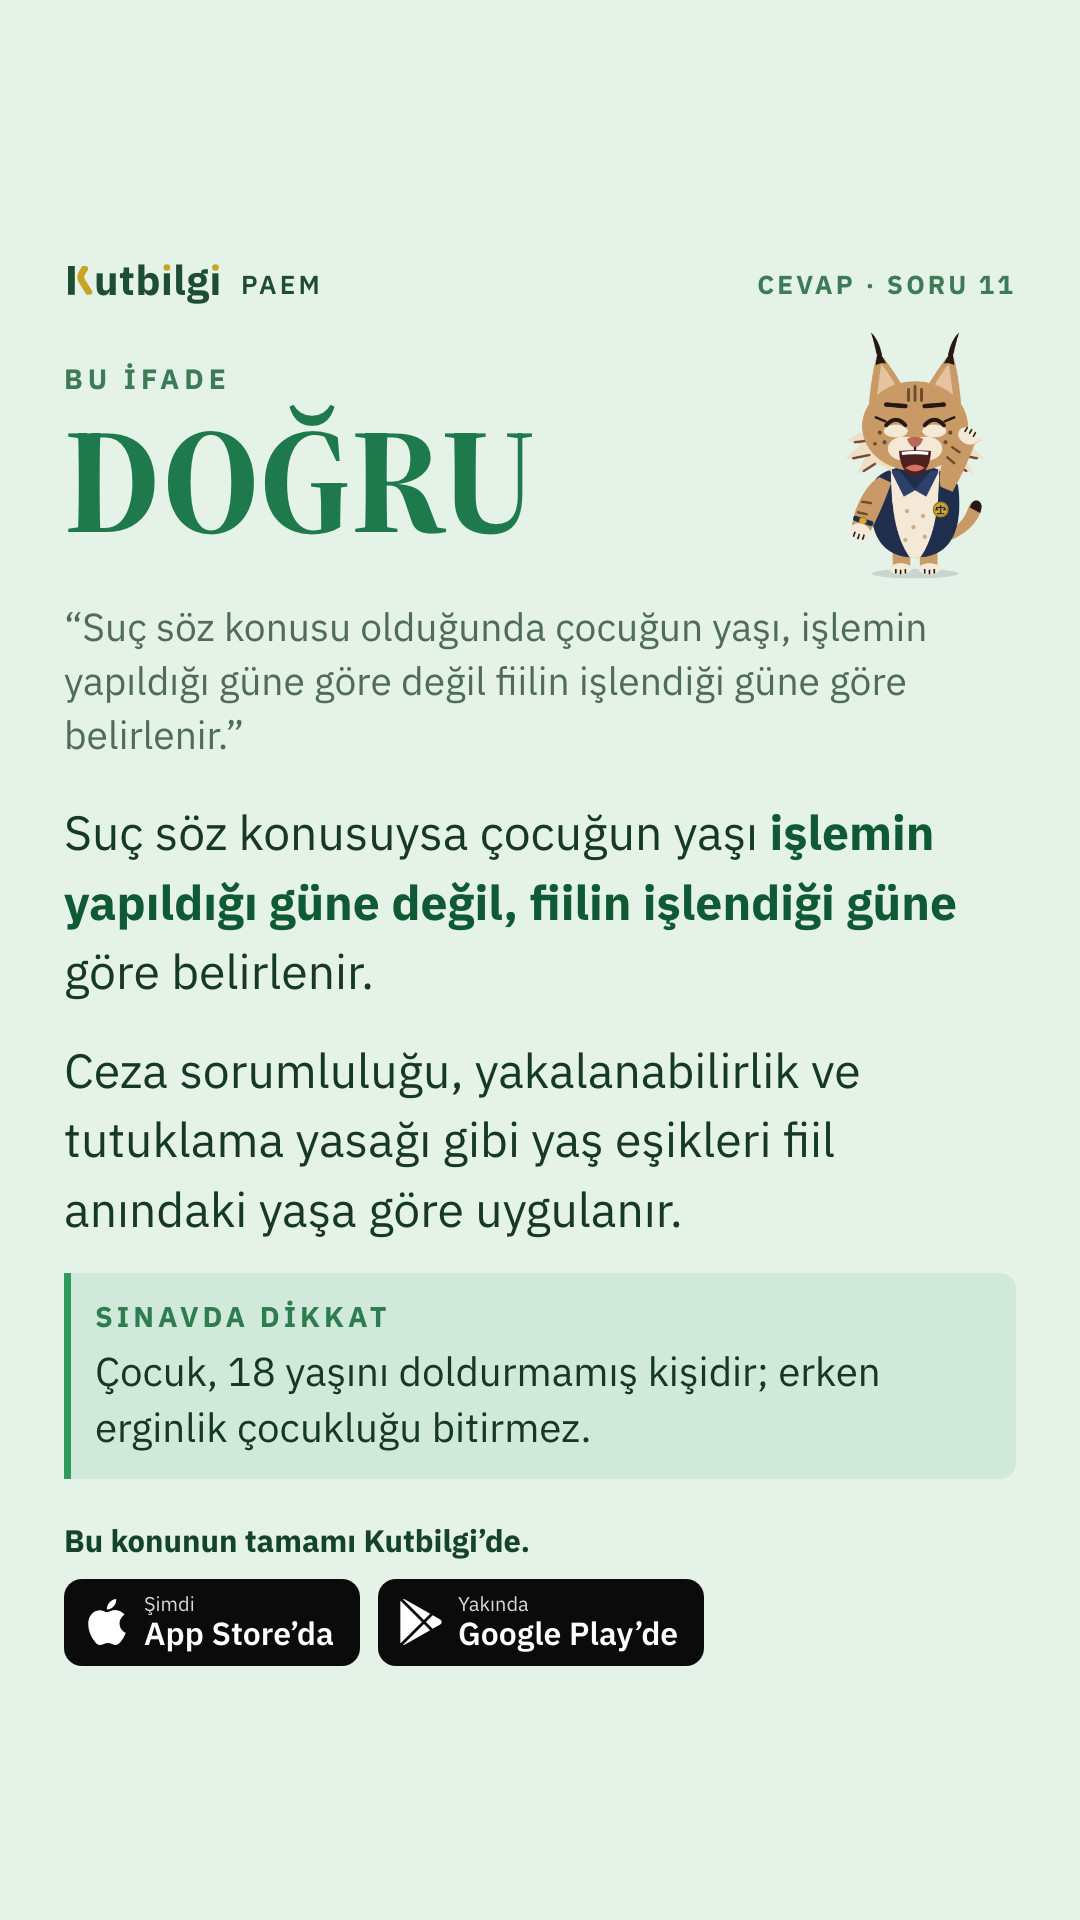 Kutbilgi PAEM
CEVAP · SORU 11
BU İFADE
DOĞRU
“Suç söz konusu olduğunda çocuğun yaşı, işlemin
yapıldığı güne göre değil fiilin işlendiği güne göre
belirlenir.”
Suç söz konusuysa çocuğun yaşı işlemin
yapıldığı güne değil, fiilin işlendiği güne
göre belirlenir.
Ceza sorumluluğu, yakalanabilirlik ve
tutuklama yasağı gibi yaş eşikleri fiil
anındaki yaşa göre uygulanır.
SINAVDA DİKKAT
Çocuk, 18 yaşını doldurmamış kişidir; erken
erginlik çocukluğu bitirmez.
Bu konunun tamamı Kutbilgi’de.
Şimdi
App Store’da
Yakında
Google Play’de